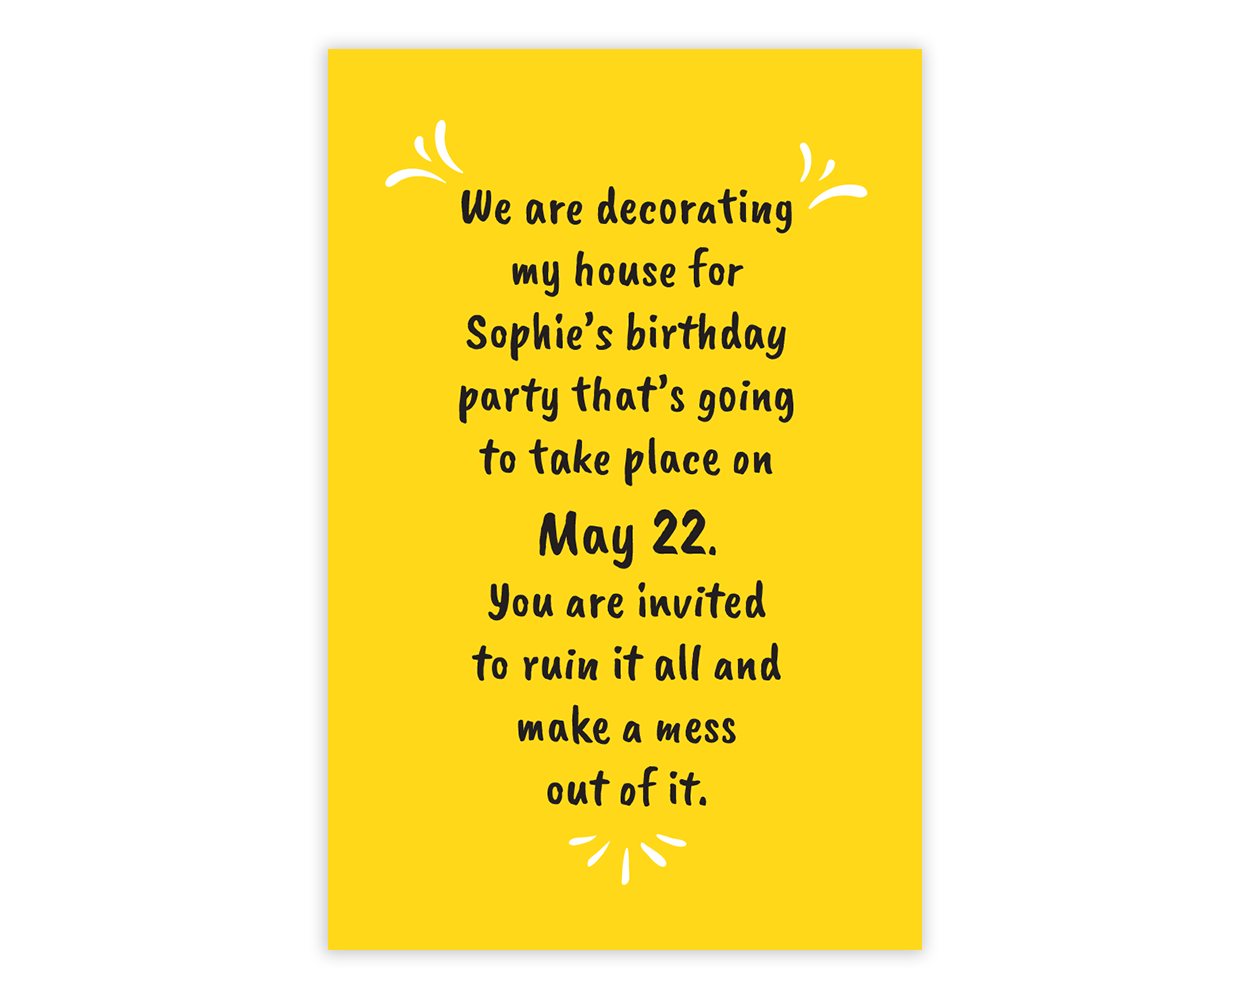 We are decorating
my house for
Sophie’s birthday
party that’s going
to take place on
May 22.
You are invited
to ruin it all and
make a mess
out of it.